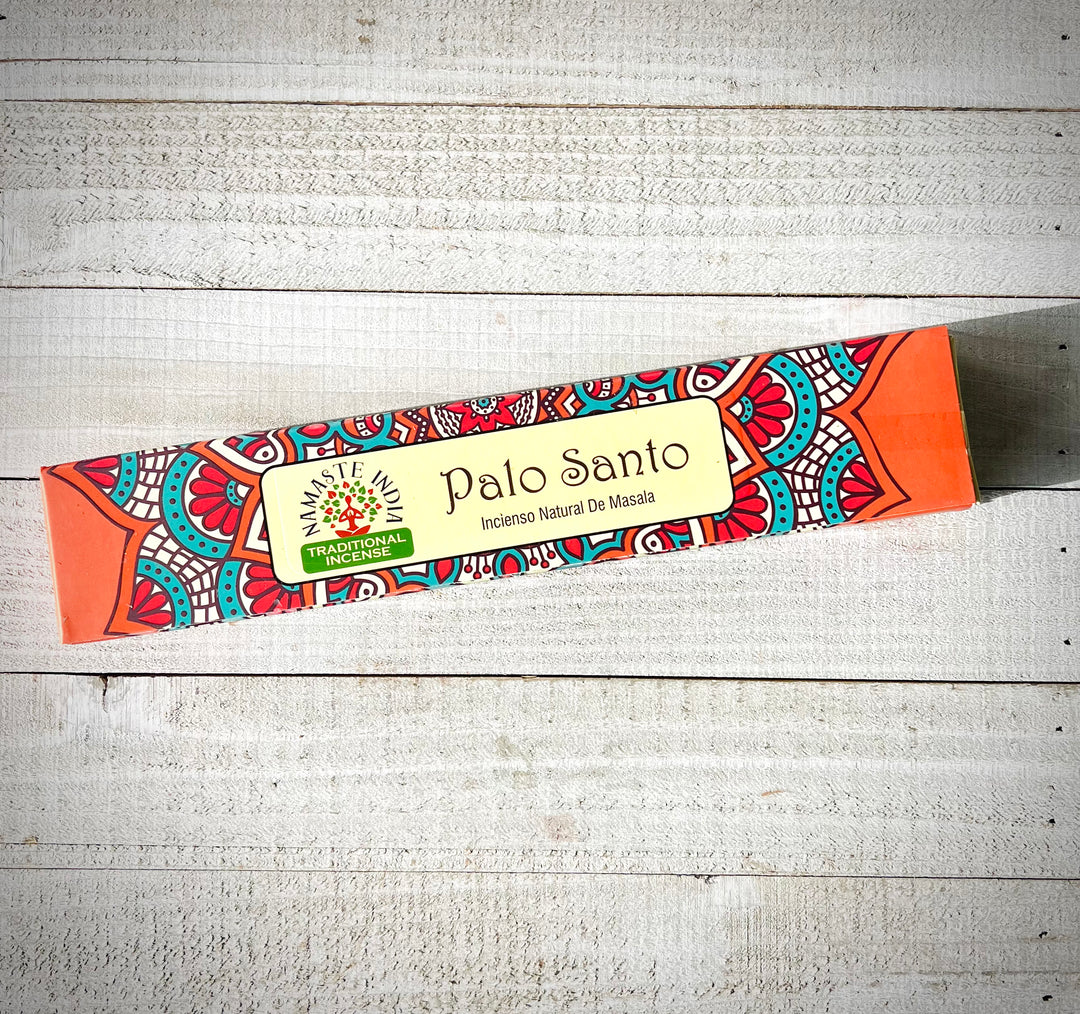 NAMASTE INDIA
TRADITIONAL
INCENSE
Palo Santo
Incienso Natural De Masala